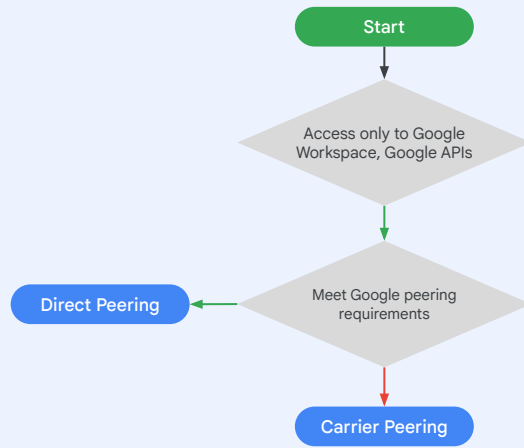 Start
Access only to Google
Workspace, Google APIs
Meet Google peering
requirements
Direct Peering
Carrier Peering